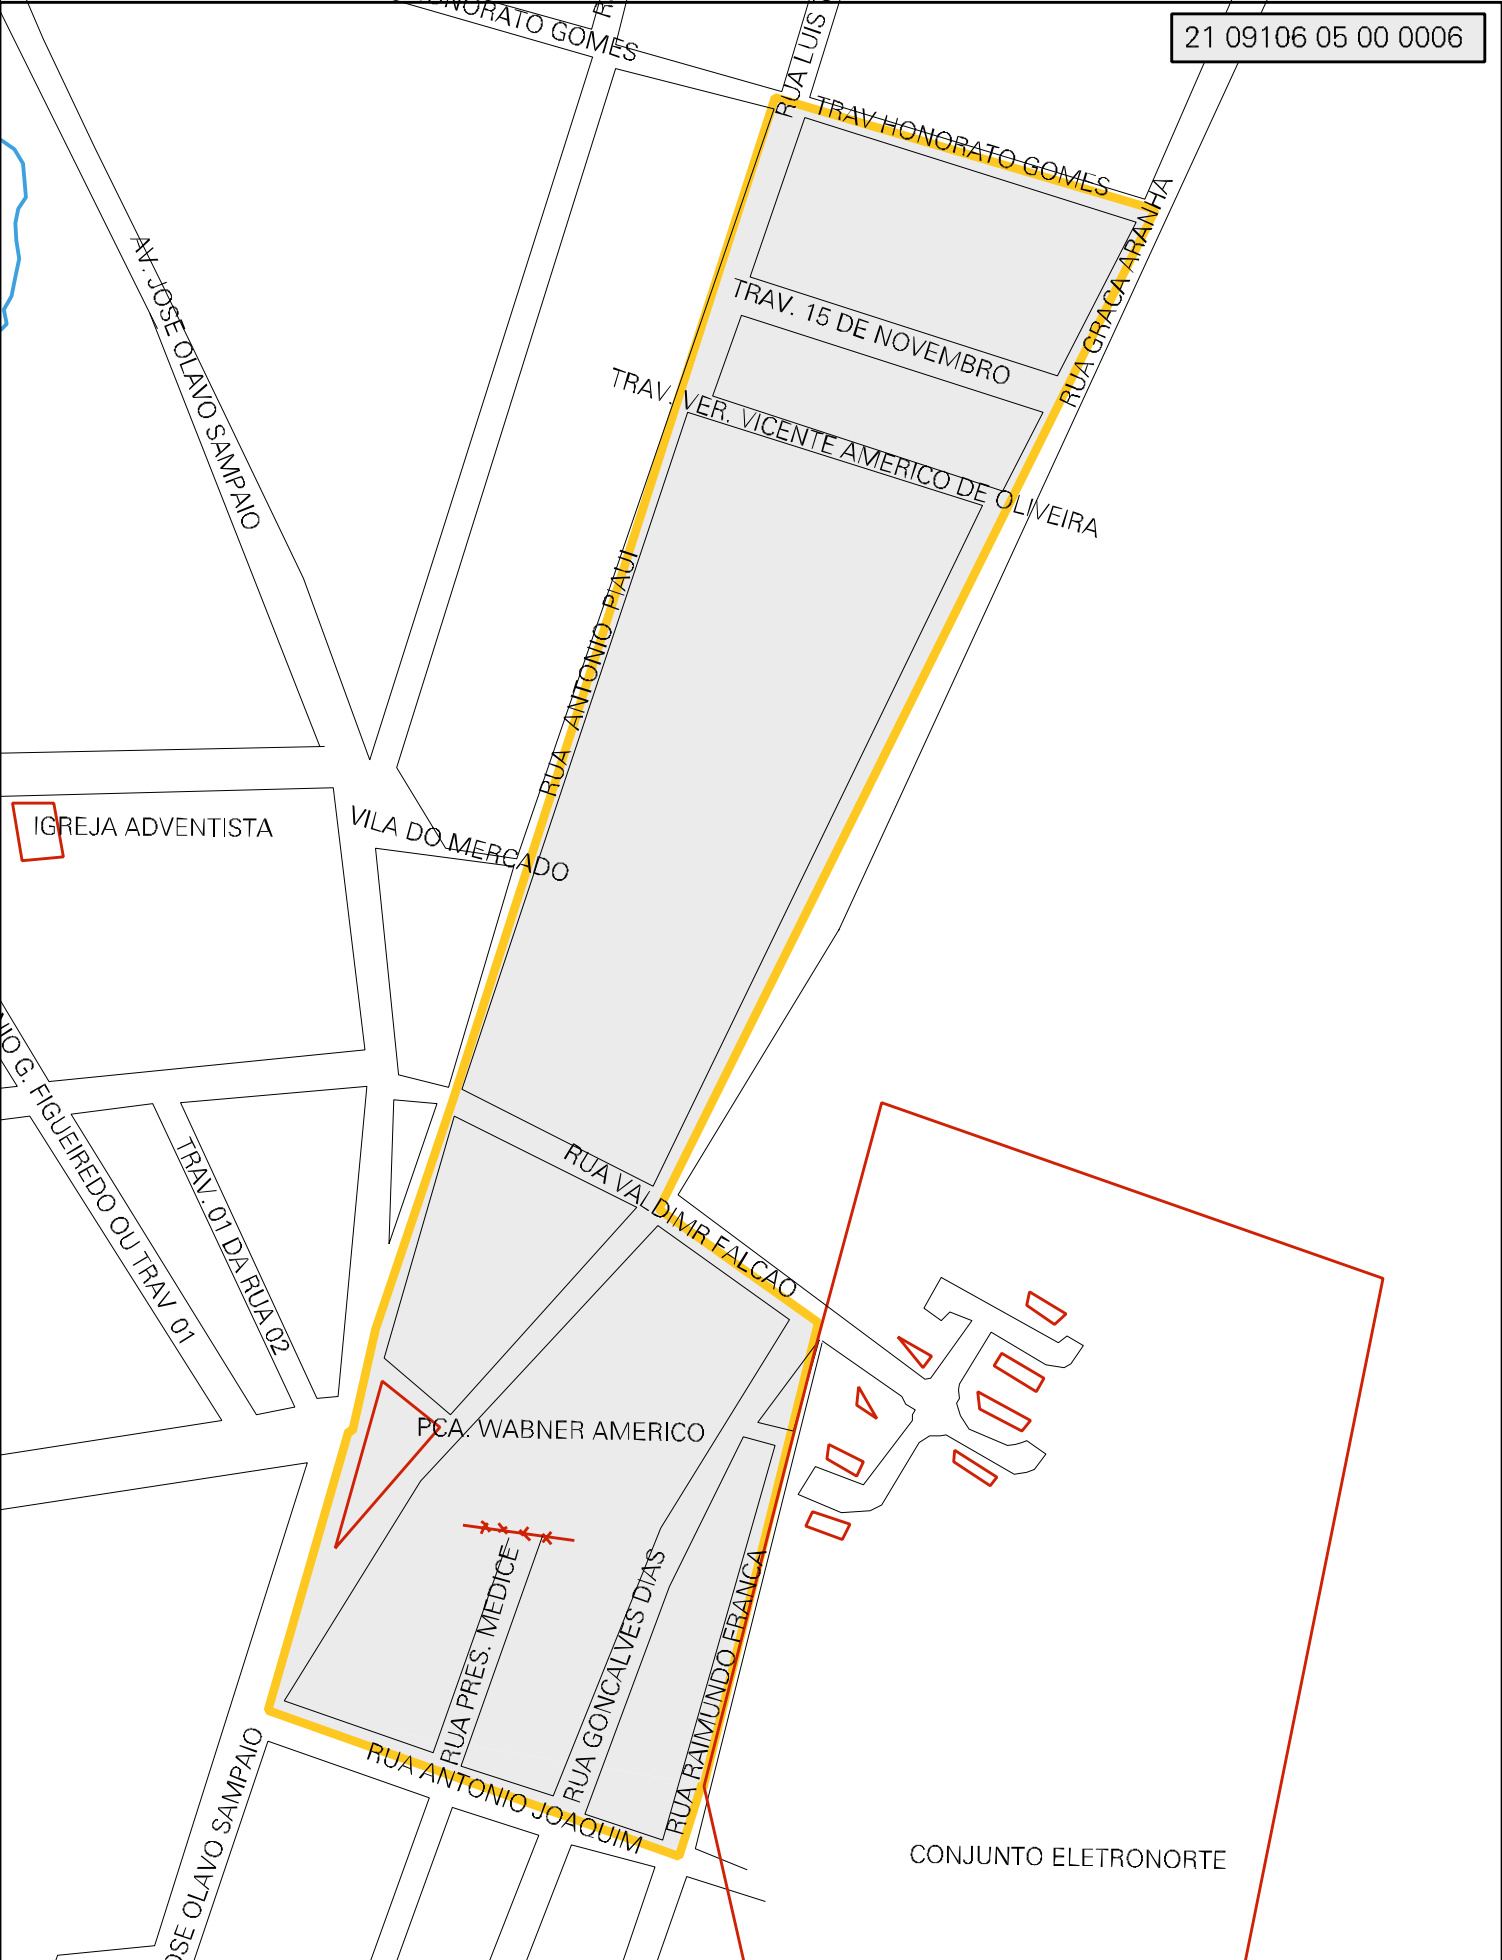 HONORATO GOMES
RUA LUIS
21 09106 05 00 0006
TRAV HONORATO GOMES
RUA GRACA ARANHA
AV. JOSE OLAVO SAMPAIO
TRAV. 15 DE NOVEMBRO
TRAV. VER. VICENTE AMERICO DE OLIVEIRA
RUA ANTONIO PIAUI
IGREJA ADVENTISTA
VILA DO MERCADO
NIO G. FIGUEIREDO OU TRAV 01
TRAV. 01 DA RUA 02
RUA VALDIMR FALCAO
PCA. WABNER AMERICO
RUA PRES. MEDICE
RUA GONCALVES DIAS
RUA RAIMUNDO FRANCA
RUA ANTONIO JOAQUIM
OSE OLAVO SAMPAIO
CONJUNTO ELETRONORTE